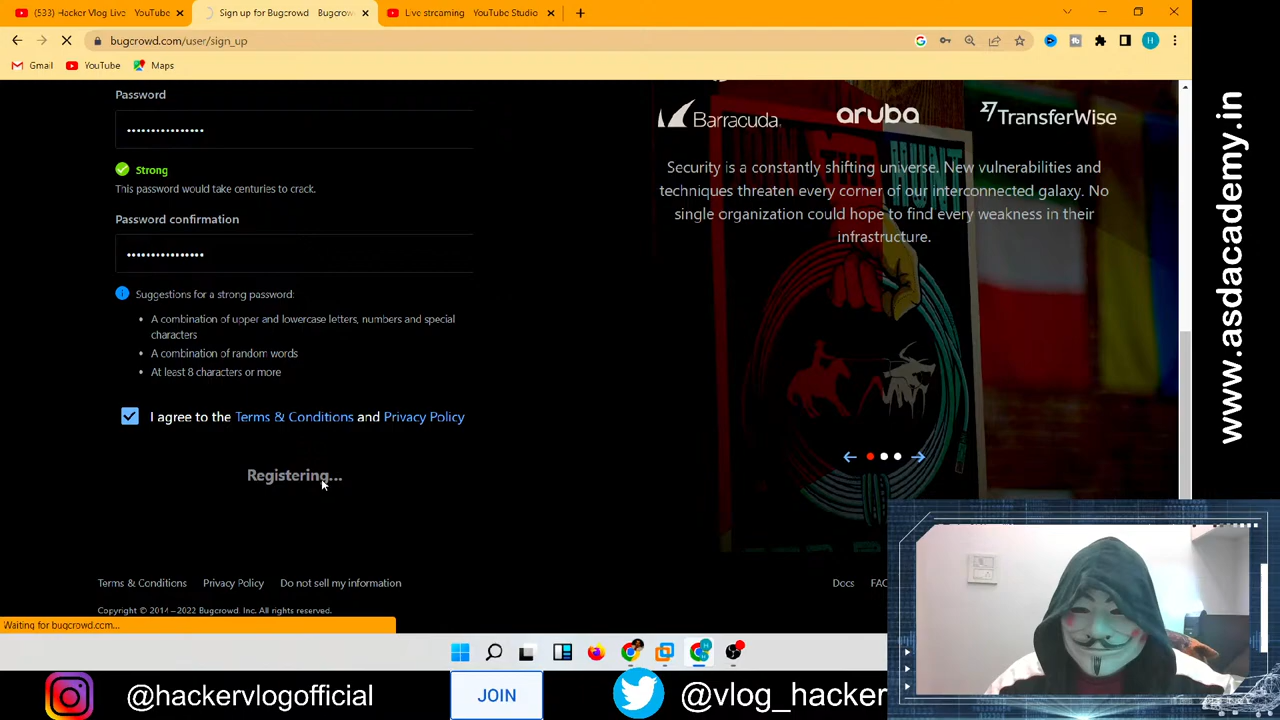 (533) Hacker Vlog Live - YouTube
Sign up for Bugcrowd - Bugcrow
Live streaming - YouTube Studio
bugcrowd.com/user/sign_up
H
Gmail
YouTube
Maps
Password
••••••••••••••••
Strong
This password would take centuries to crack.
Password confirmation
••••••••••••••••
Suggestions for a strong password:
• A combination of upper and lowercase letters, numbers and special
characters
• A combination of random words
• At least 8 characters or more
I agree to the Terms & Conditions and Privacy Policy
Registering...
Terms & Conditions
Privacy Policy
Do not sell my information
Copyright © 2014–2022 Bugcrowd, Inc. All rights reserved.
Waiting for bugcrowd.com...
Barracuda
aruba
TransferWise
HUNT
Security is a constantly shifting universe. New vulnerabilities and
techniques threaten every corner of our interconnected galaxy. No
single organization could hope to find every weakness in their
infrastructure.
Docs
FAQ
www.asdacademy.in
@hackervlogofficial
JOIN
@vlog_hacker